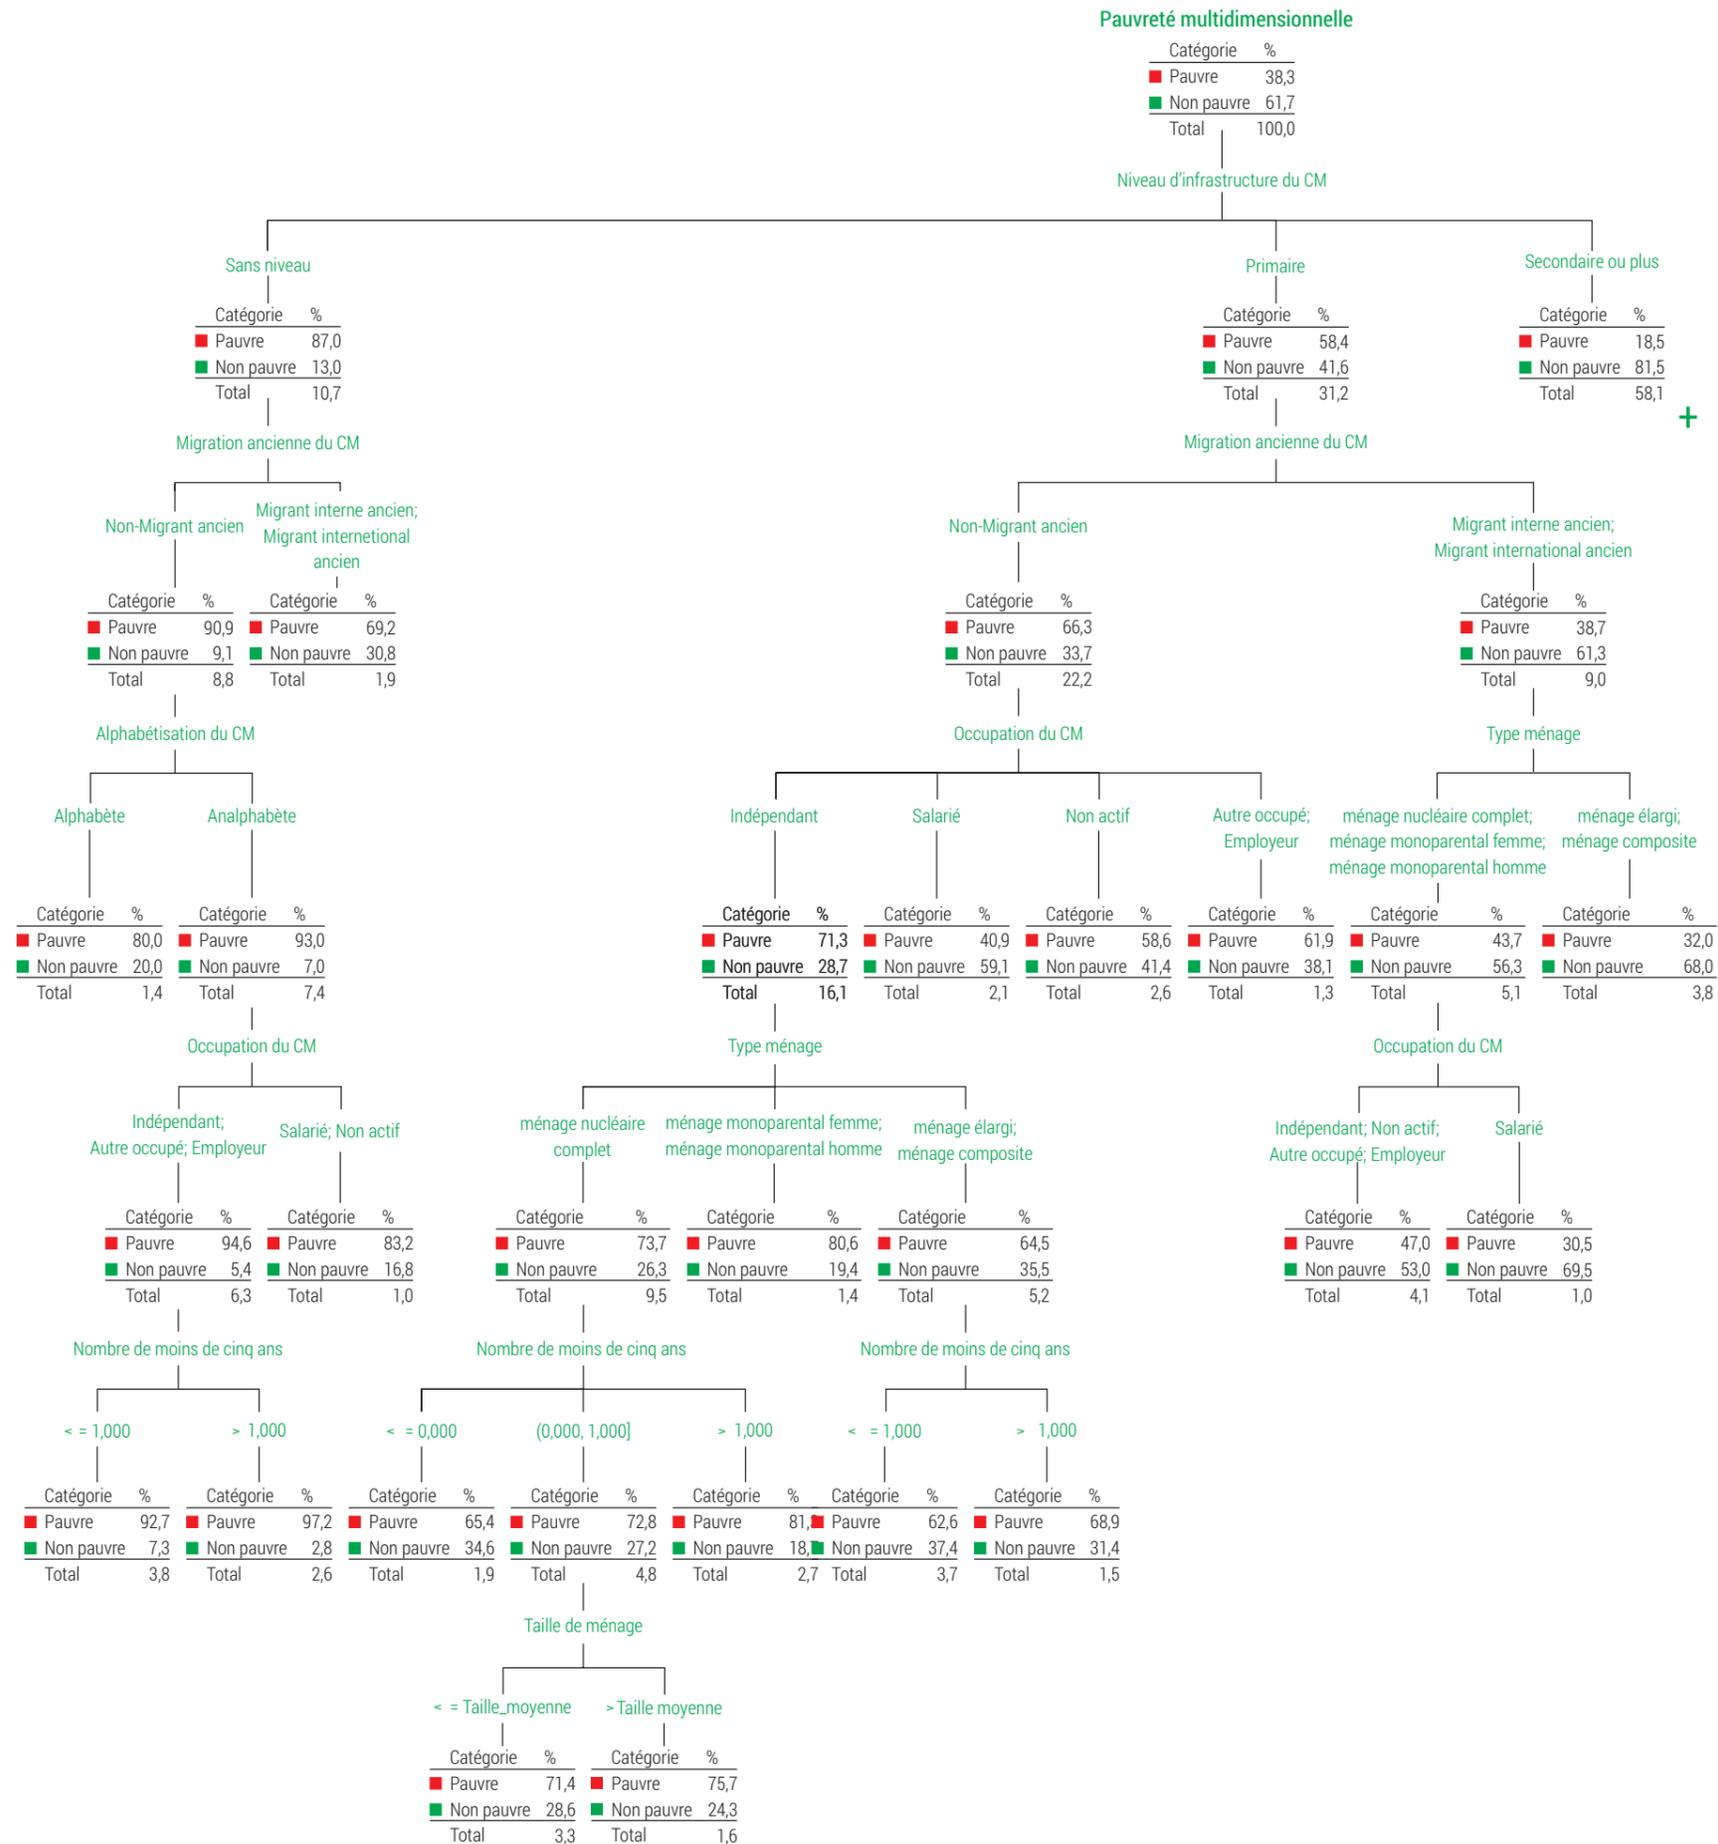 Pauvreté multidimensionnelle
Catégorie %
Pauvre 38,3
Non pauvre 61,7
Total 100,0
Niveau d'infrastructure du CM
Sans niveau
Catégorie %
Pauvre 87,0
Non pauvre 13,0
Total 10,7
Primaire
Catégorie %
Pauvre 58,4
Non pauvre 41,6
Total 31,2
Secondaire ou plus
Catégorie %
Pauvre 18,5
Non pauvre 81,5
Total 58,1
+
Migration ancienne du CM
Non-Migrant ancien
Catégorie %
Pauvre 90,9
Non pauvre 9,1
Total 8,8
Migrant interne ancien;
Migrant internetional
ancien
Catégorie %
Pauvre 69,2
Non pauvre 30,8
Total 1,9
Migration ancienne du CM
Non-Migrant ancien
Catégorie %
Pauvre 66,3
Non pauvre 33,7
Total 22,2
Migrant interne ancien;
Migrant international ancien
Catégorie %
Pauvre 38,7
Non pauvre 61,3
Total 9,0
Alphabétisation du CM
Alphabète
Catégorie %
Pauvre 80,0
Non pauvre 20,0
Total 1,4
Analphabète
Catégorie %
Pauvre 93,0
Non pauvre 7,0
Total 7,4
Occupation du CM
Indépendant
Catégorie %
Pauvre 71,3
Non pauvre 28,7
Total 16,1
Salarié
Catégorie %
Pauvre 40,9
Non pauvre 59,1
Total 2,1
Non actif
Catégorie %
Pauvre 58,6
Non pauvre 41,4
Total 2,6
Autre occupé;
Employeur
Catégorie %
Pauvre 61,9
Non pauvre 38,1
Total 1,3
Type ménage
ménage nucléaire complet;
ménage monoparental femme;
ménage monoparental homme
Catégorie %
Pauvre 43,7
Non pauvre 56,3
Total 5,1
ménage élargi;
ménage composite
Catégorie %
Pauvre 32,0
Non pauvre 68,0
Total 3,8
Occupation du CM
Indépendant;
Autre occupé; Employeur
Catégorie %
Pauvre 94,6
Non pauvre 5,4
Total 6,3
Salarié; Non actif
Catégorie %
Pauvre 83,2
Non pauvre 16,8
Total 1,0
Type ménage
ménage nucléaire
complet
Catégorie %
Pauvre 73,7
Non pauvre 26,3
Total 9,5
ménage monoparental femme;
ménage monoparental homme
Catégorie %
Pauvre 80,6
Non pauvre 19,4
Total 1,4
ménage élargi;
ménage composite
Catégorie %
Pauvre 64,5
Non pauvre 35,5
Total 5,2
Occupation du CM
Indépendant; Non actif;
Autre occupé; Employeur
Catégorie %
Pauvre 47,0
Non pauvre 53,0
Total 4,1
Salarié
Catégorie %
Pauvre 30,5
Non pauvre 69,5
Total 1,0
Nombre de moins de cinq ans
< = 1,000
Catégorie %
Pauvre 92,7
Non pauvre 7,3
Total 3,8
> 1,000
Catégorie %
Pauvre 97,2
Non pauvre 2,8
Total 2,6
Nombre de moins de cinq ans
< = 0,000
Catégorie %
Pauvre 65,4
Non pauvre 34,6
Total 1,9
(0,000, 1,000]
Catégorie %
Pauvre 72,8
Non pauvre 27,2
Total 4,8
> 1,000
Catégorie %
Pauvre
Non pauvre
Total 2,7
Nombre de moins de cinq ans
< = 1,000
Catégorie %
Pauvre 62,6
Non pauvre 37,4
Total 3,7
> 1,000
Catégorie %
Pauvre 68,9
Non pauvre 31,4
Total 1,5
Taille de ménage
< = Taille_moyenne
Catégorie %
Pauvre 71,4
Non pauvre 28,6
Total 3,3
> Taille moyenne
Catégorie %
Pauvre 75,7
Non pauvre 24,3
Total 1,6